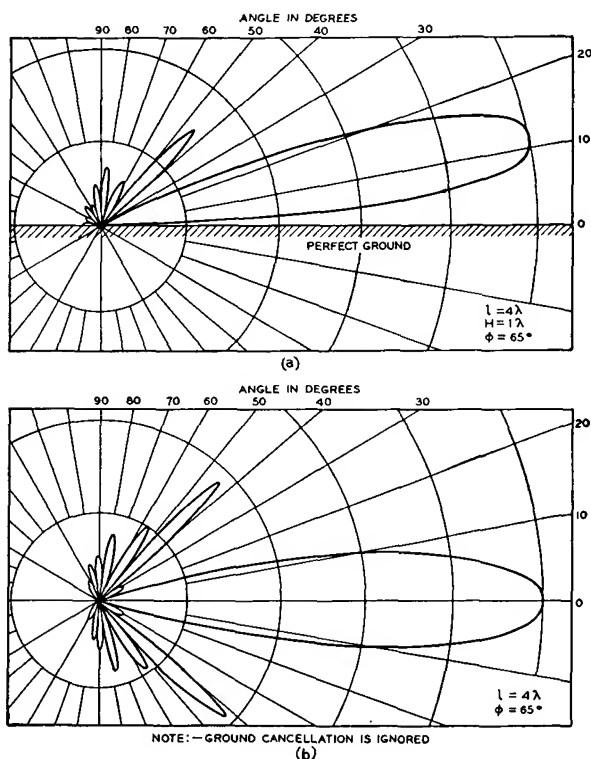 ANGLE IN DEGREES
90 80 70 60 50 40 30
20
10
0
PERFECT GROUND
l = 4λ
H = 1λ
ϕ = 65°
(a)
ANGLE IN DEGREES
90 80 70 60 50 40 30
20
10
0
l = 4λ
ϕ = 65°
NOTE:— GROUND CANCELLATION IS IGNORED
(b)